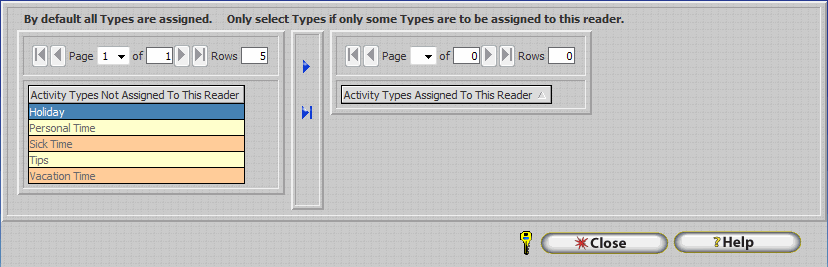 By default all Types are assigned. Only select Types if only some Types are to be assigned to this reader.
Page 1 of 1 Rows 5
Page of 0 Rows 0
Activity Types Not Assigned To This Reader
Activity Types Assigned To This Reader
Holiday
Personal Time
Sick Time
Tips
Vacation Time
Close
?Help